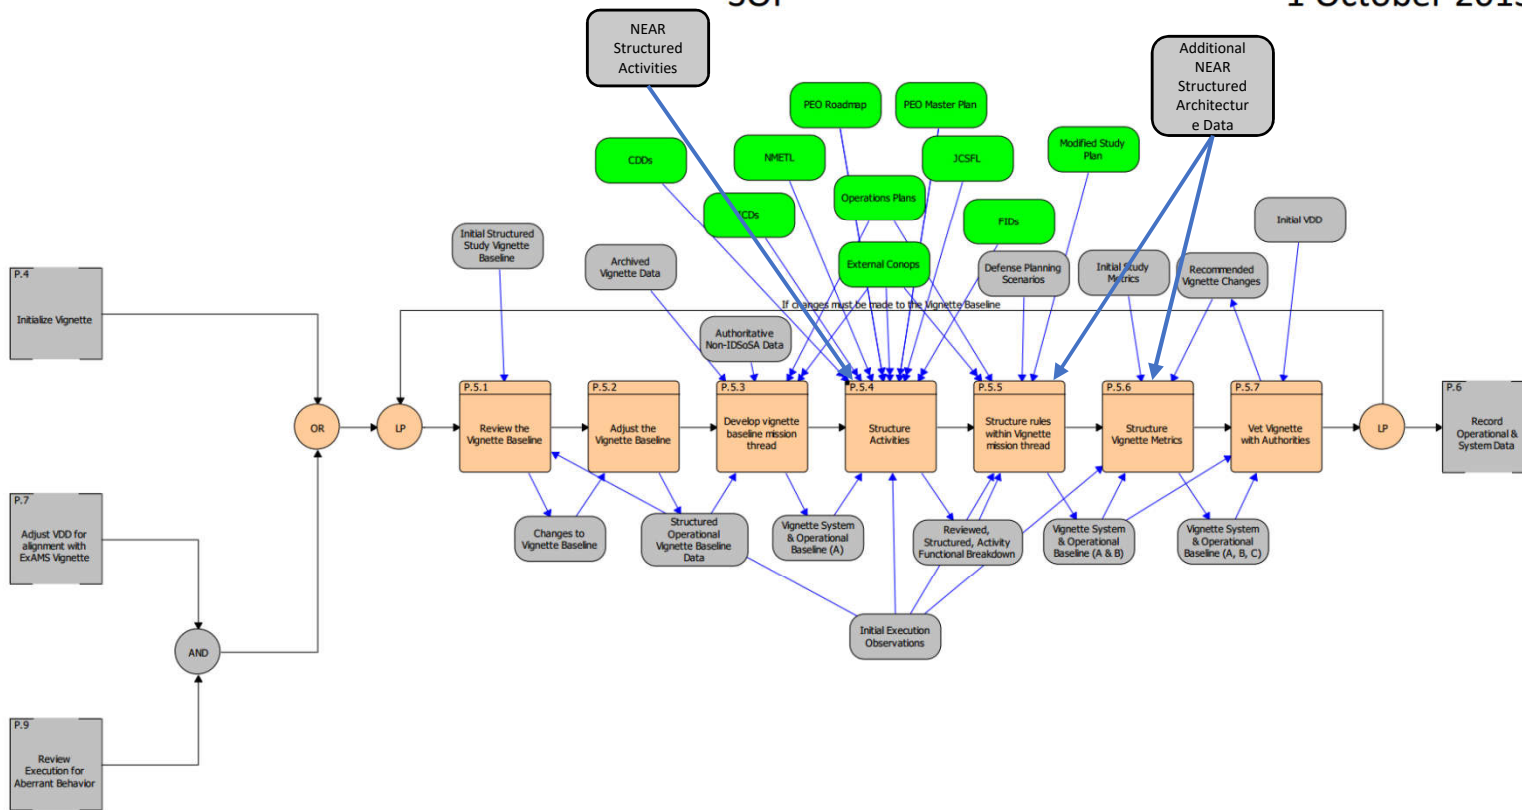 1 October 201
NEAR
Structured
Activities
Additional
NEAR
Structured
Architectur
e Data
PEO Roadmap
PEO Master Plan
CDDs
NMETL
JCSFL
Modified Study
Plan
Operations Plans
FIDs
Initial VDD
Initial Structured
Study Vignette
Baseline
Archived
Vignette Data
External Conops
Defense Planning
Scenarios
Initial Study
Metrics
Recommended
Vignette Changes
If changes must be made to the Vignette Baseline
Authoritative
Non-IDSoSA Data
P.4
Initialize Vignette
OR
LP
P.5.1
Review the
Vignette Baseline
P.5.2
Adjust the
Vignette Baseline
P.5.3
Develop vignette
baseline mission
thread
P.5.4
Structure
Activities
P.5.5
Structure rules
within Vignette
mission thread
P.5.6
Structure
Vignette Metrics
P.5.7
Vet Vignette
with Authorities
LP
P.6
Record
Operational &
System Data
P.7
Adjust VDD for
alignment with
ExAMS Vignette
Changes to
Vignette Baseline
Structured
Operational
Vignette Baseline
Data
Vignette System
& Operational
Baseline (A)
Reviewed,
Structured, Activity
Functional Breakdown
Vignette System
& Operational
Baseline (A & B)
Vignette System
& Operational
Baseline (A, B, C)
Initial Execution
Observations
AND
P.9
Review
Execution for
Aberrant Behavior